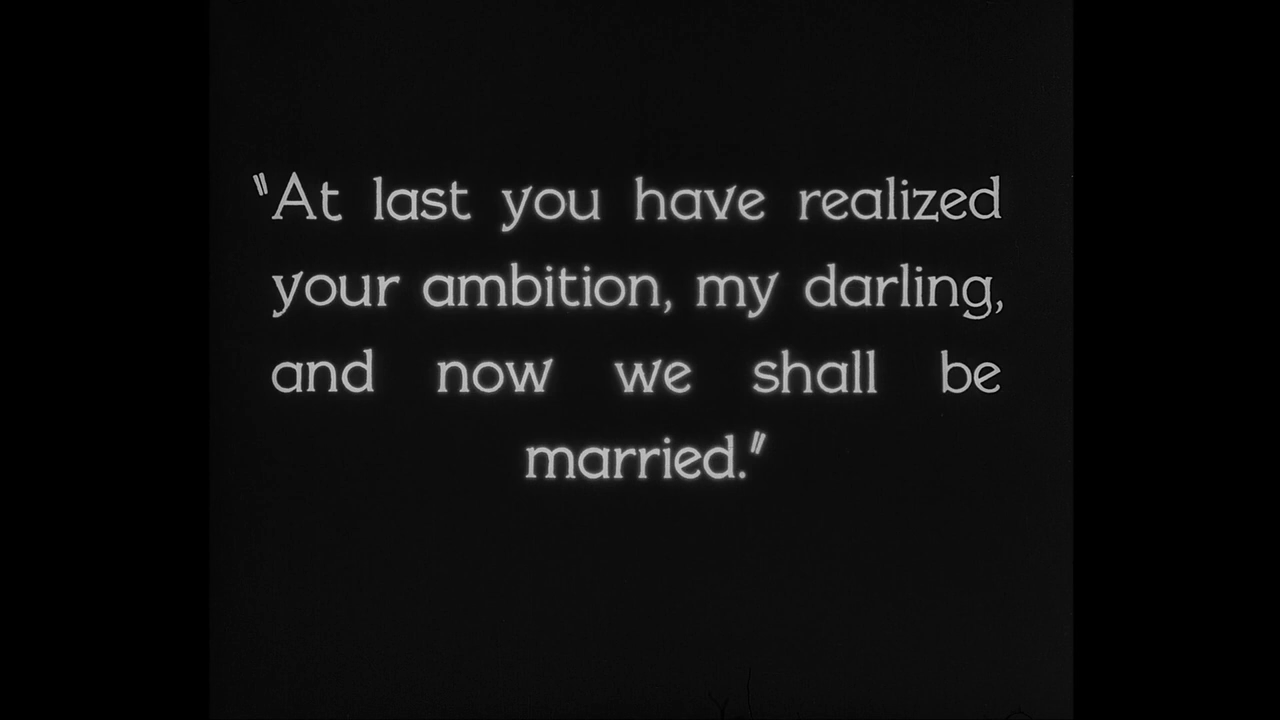 "At last you have realized
your ambition, my darling,
and now we shall be
married."